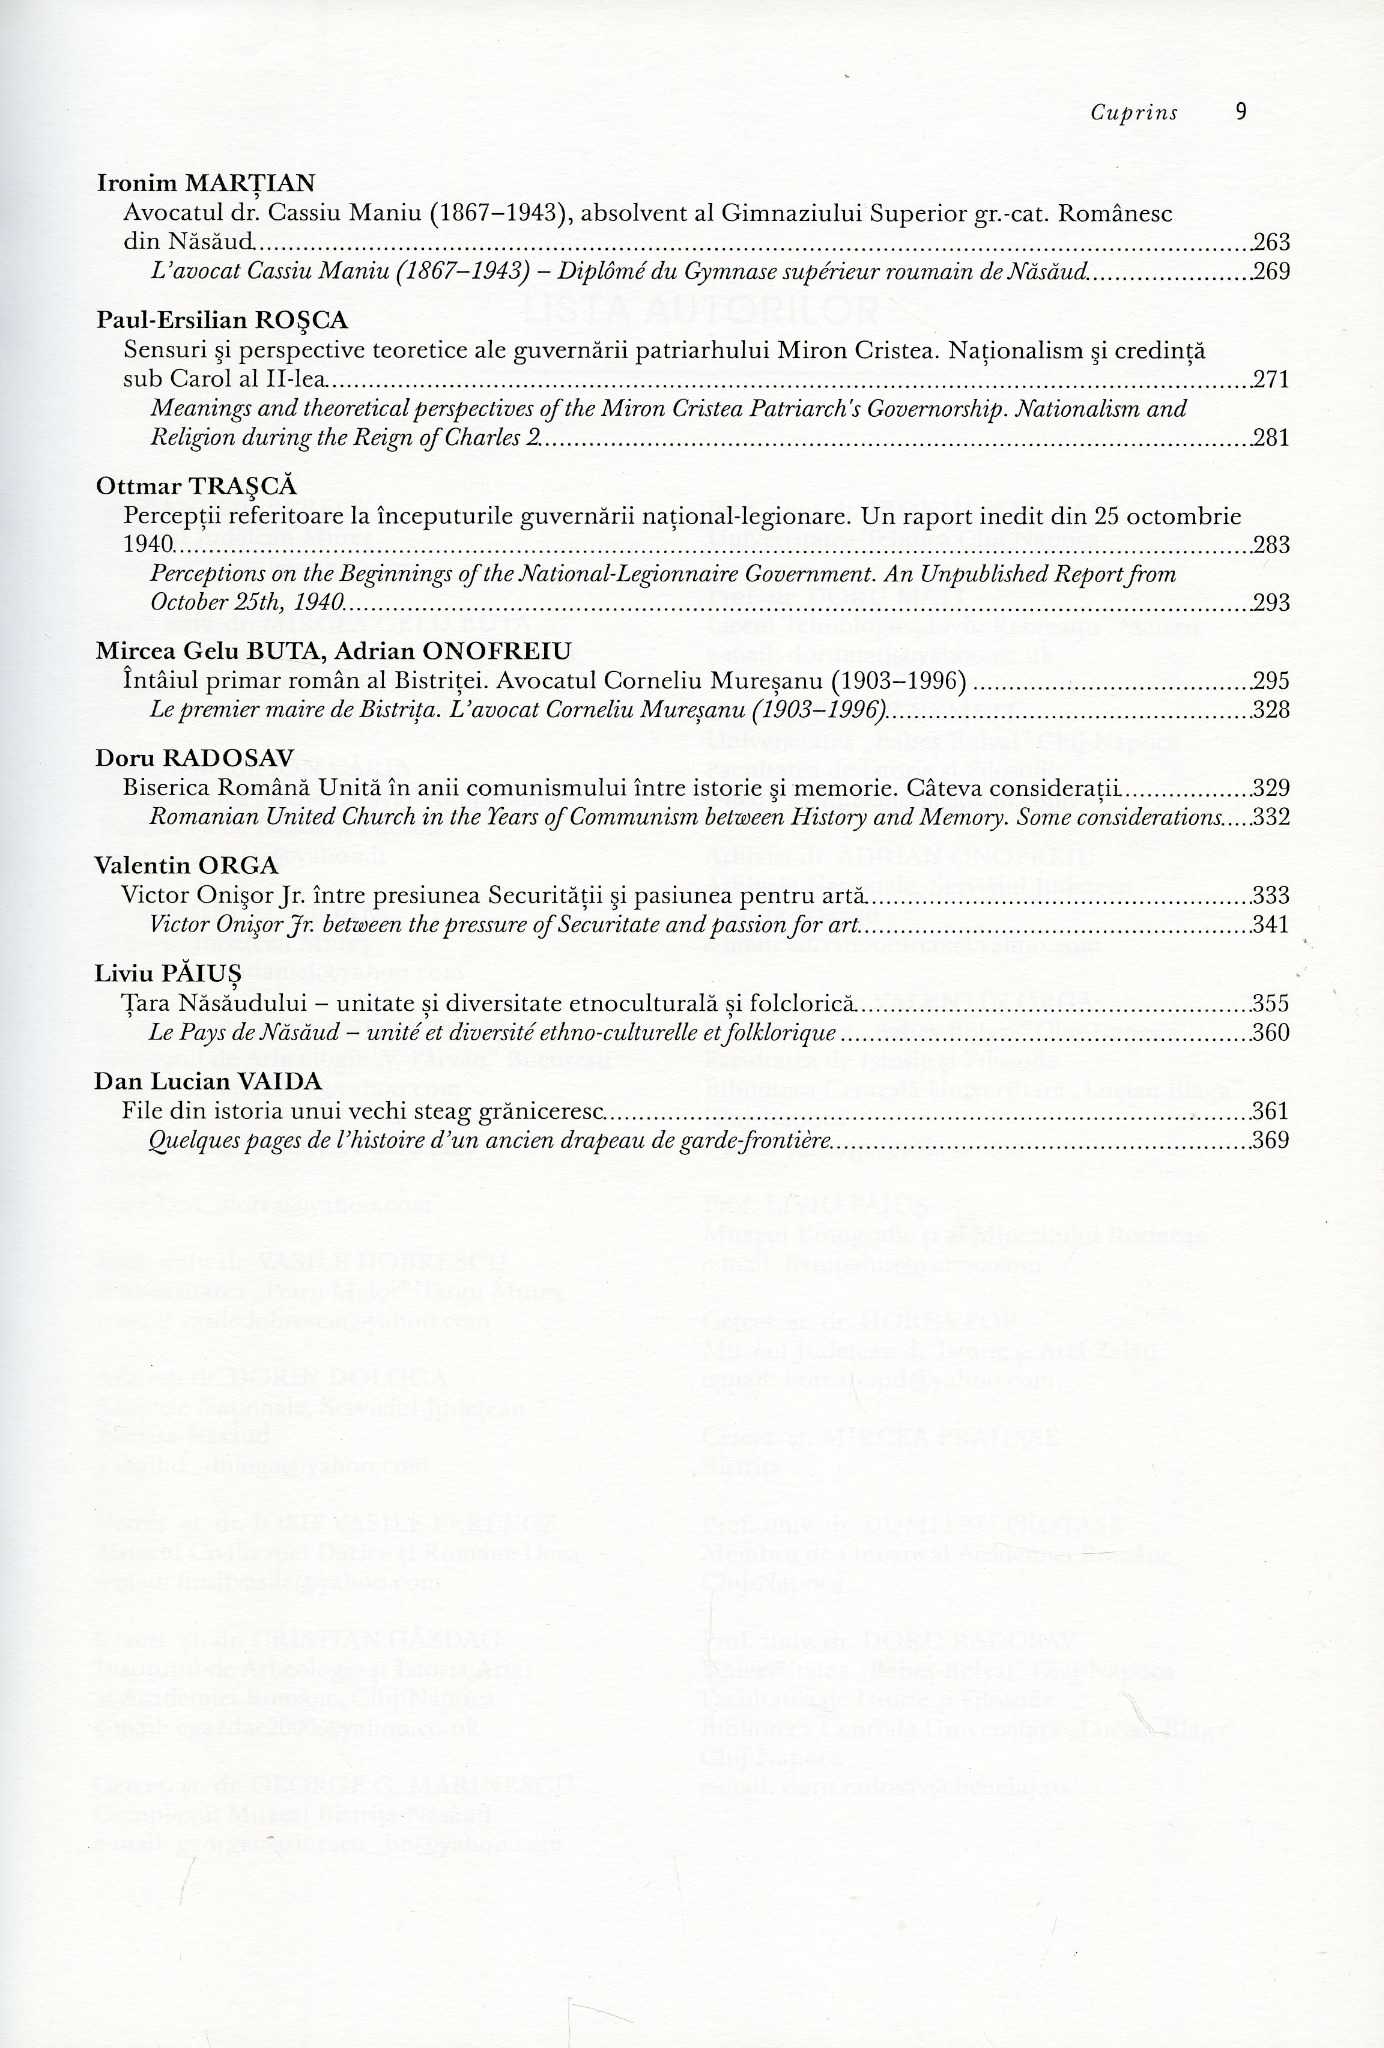 Cuprins 9
Ironim MARȚIAN
Avocatul dr. Cassiu Maniu (1867–1943), absolvent al Gimnaziului Superior gr.-cat. Românesc
din Năsăud....................263
L'avocat Cassiu Maniu (1867–1943) – Diplômé du Gymnase supérieur roumain de Năsăud....................269
Paul-Ersilian ROŞCA
Sensuri şi perspective teoretice ale guvernării patriarhului Miron Cristea. Naționalism şi credință
sub Carol al II-lea....................271
Meanings and theoretical perspectives of the Miron Cristea Patriarch's Governorship. Nationalism and
Religion during the Reign of Charles 2....................281
Ottmar TRAŞCĂ
Percepții referitoare la începuturile guvernării național-legionare. Un raport inedit din 25 octombrie
1940....................283
Perceptions on the Beginnings of the National-Legionnaire Government. An Unpublished Report from
October 25th, 1940....................293
Mircea Gelu BUTA, Adrian ONOFREIU
Întâiul primar român al Bistriței. Avocatul Corneliu Mureșanu (1903–1996) ....................295
Le premier maire de Bistrița. L'avocat Corneliu Mureșanu (1903–1996)....................328
Doru RADOSAV
Biserica Română Unită în anii comunismului între istorie şi memorie. Câteva considerații....................329
Romanian United Church in the Years of Communism between History and Memory. Some considerations.....332
Valentin ORGA
Victor Onişor Jr. între presiunea Securității şi pasiunea pentru artă....................333
Victor Onişor Jr. between the pressure of Securitate and passion for art....................341
Liviu PĂIUȘ
Țara Năsăudului – unitate și diversitate etnoculturală și folclorică....................355
Le Pays de Năsăud – unité et diversité ethno-culturelle et folklorique ....................360
Dan Lucian VAIDA
File din istoria unui vechi steag grăniceresc....................361
Quelques pages de l'histoire d'un ancien drapeau de garde-frontière....................369